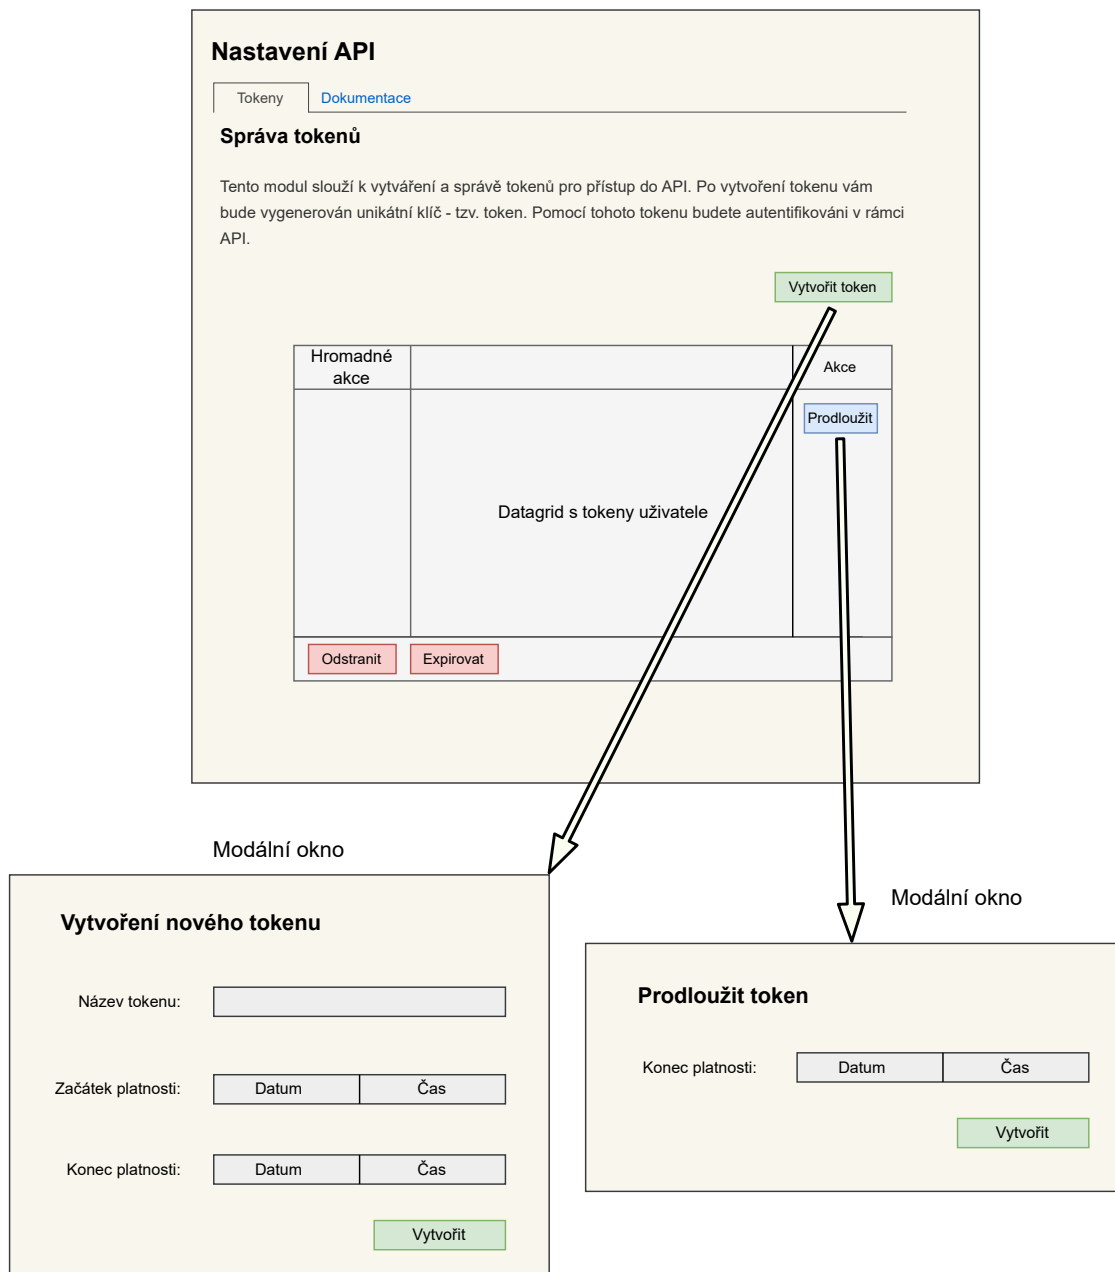 Nastavení API
Tokeny
Dokumentace
Správa tokenů
Tento modul slouží k vytváření a správě tokenů pro přístup do API. Po vytvoření tokenu vám
bude vygenerován unikátní klíč - tzv. token. Pomocí tohoto tokenu budete autentifikováni v rámci
API.
Vytvořit token
Hromadné
akce
Akce
Prodloužit
Datagrid s tokeny uživatele
Odstranit
Expirovat
Modální okno
Vytvoření nového tokenu
Název tokenu:
Začátek platnosti:
Datum
Čas
Konec platnosti:
Datum
Čas
Vytvořit
Modální okno
Prodloužit token
Konec platnosti:
Datum
Čas
Vytvořit